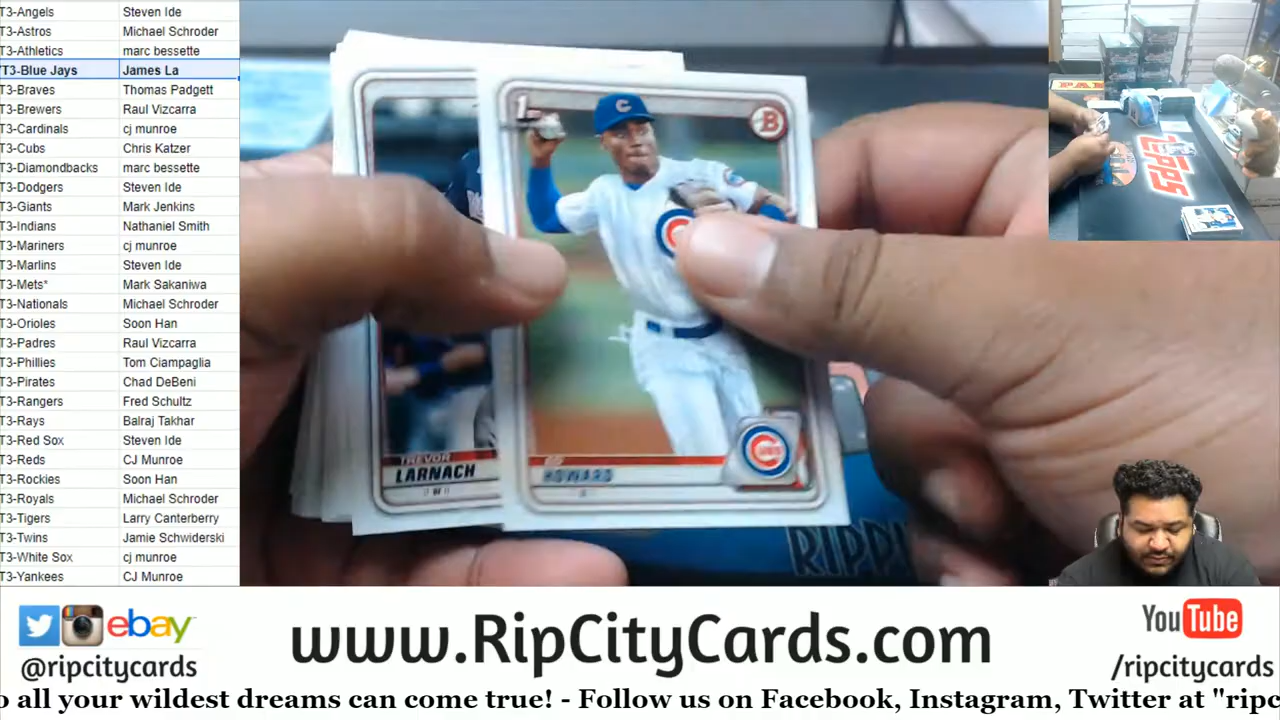 T3-Angels Steven Ide
T3-Astros Michael Schroder
T3-Athletics marc bessette
T3-Blue Jays James La
T3-Braves Thomas Padgett
T3-Brewers Raul Vizcarra
T3-Cardinals cj munroe
T3-Cubs Chris Katzer
T3-Diamondbacks marc bessette
T3-Dodgers Steven Ide
T3-Giants Mark Jenkins
T3-Indians Nathaniel Smith
T3-Mariners cj munroe
T3-Marlins Steven Ide
T3-Mets* Mark Sakaniwa
T3-Nationals Michael Schroder
T3-Orioles Soon Han
T3-Padres Raul Vizcarra
T3-Phillies Tom Ciampaglia
T3-Pirates Chad DeBeni
T3-Rangers Fred Schultz
T3-Rays Balraj Takhar
T3-Red Sox Steven Ide
T3-Reds CJ Munroe
T3-Rockies Soon Han
T3-Royals Michael Schroder
T3-Tigers Larry Canterberry
T3-Twins Jamie Schwiderski
T3-White Sox cj munroe
T3-Yankees CJ Munroe
1st
B
C
TREVOR
LARNACH
HOWARD
CUBS
RIPPI
TOPPS
ebay
@ripcitycards
www.RipCityCards.com
YouTube
/ripcitycards
o all your wildest dreams can come true! - Follow us on Facebook, Instagram, Twitter at "ripc